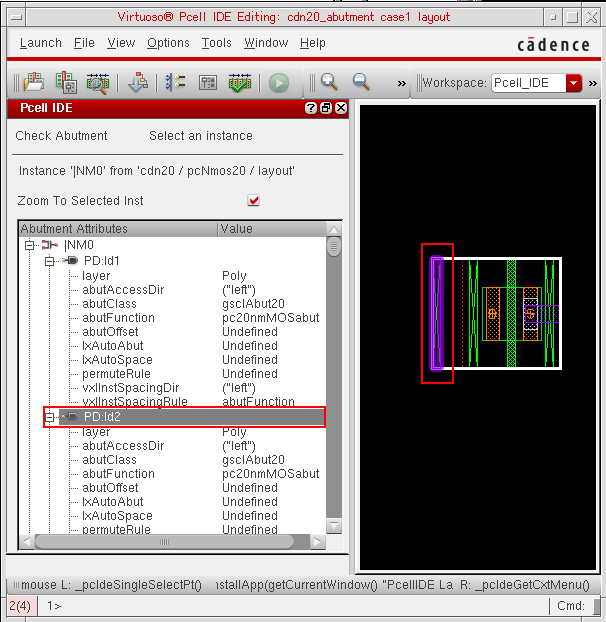 Virtuoso® Pcell IDE Editing: cdn20_abutment case1 layout
Launch File View Options Tools Window Help
cādence
» Workspace: Pcell_IDE »
Pcell IDE
Check Abutment Select an instance
Instance '|NM0' from 'cdn20 / pcNmos20 / layout'
Zoom To Selected Inst
Abutment Attributes Value
|NM0
PD:Id1
layer Poly
abutAccessDir ("left")
abutClass gsclAbut20
abutFunction pc20nmMOSabut
abutOffset Undefined
lxAutoAbut Undefined
lxAutoSpace Undefined
permuteRule Undefined
vxlInstSpacingDir ("left")
vxlInstSpacingRule abutFunction
PD:Id2
layer Poly
abutAccessDir ("left")
abutClass gsclAbut20
abutFunction pc20nmMOSabut
abutOffset Undefined
lxAutoAbut Undefined
lxAutoSpace Undefined
permuteRule Undefined
mouse L: _pcIdeSingleSelectPt() ıstallApp(getCurrentWindow() "PcellIDE La R: _pcIdeGetCxtMenu()
2(4) 1> Cmd: